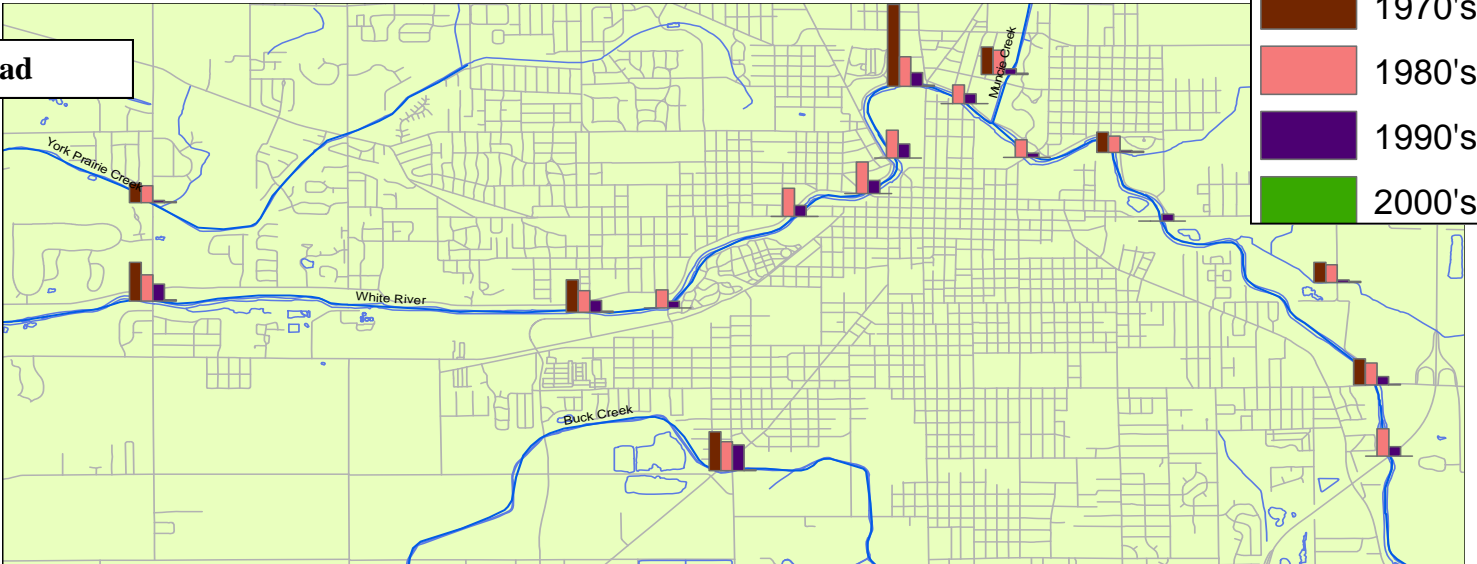 1970's
ad
1980's
1990's
2000's
Muncie Creek
York Prairie Creek
White River
Buck Creek